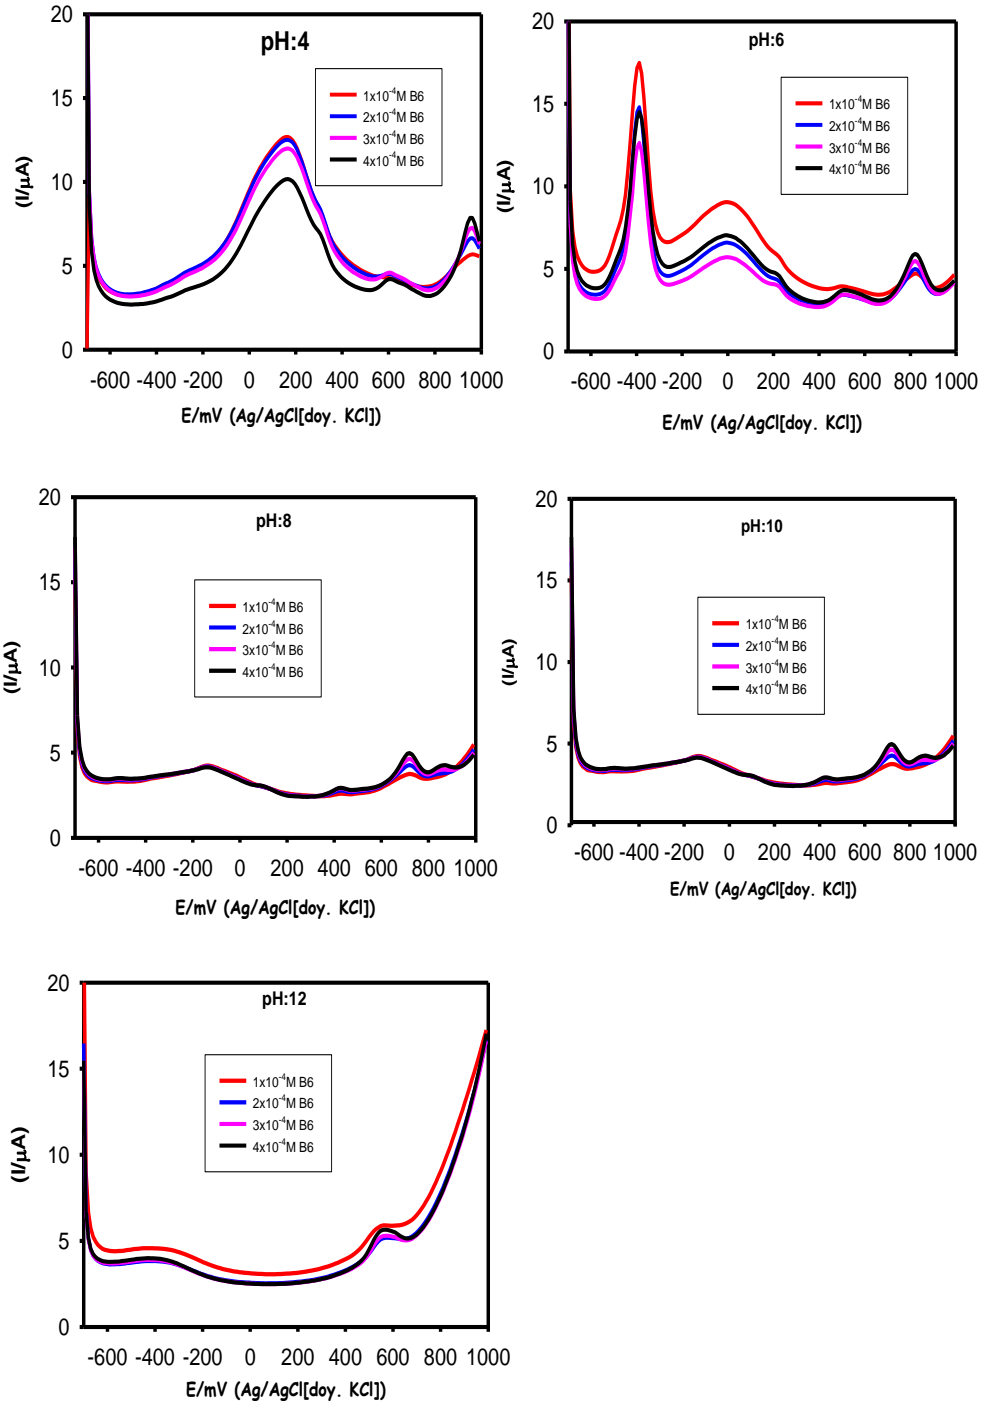 pH:4
1x10⁻⁴M B6
2x10⁻⁴M B6
3x10⁻⁴M B6
4x10⁻⁴M B6
(I/μA)
20
15
10
5
0
-600 -400 -200 0 200 400 600 800 1000
E/mV (Ag/AgCl[doy. KCl])
pH:6
1x10⁻⁴M B6
2x10⁻⁴M B6
3x10⁻⁴M B6
4x10⁻⁴M B6
(I/μA)
20
15
10
5
0
-600 -400 -200 0 200 400 600 800 1000
E/mV (Ag/AgCl[doy. KCl])
pH:8
1x10⁻⁴M B6
2x10⁻⁴M B6
3x10⁻⁴M B6
4x10⁻⁴M B6
(I/μA)
20
15
10
5
0
-600 -400 -200 0 200 400 600 800 1000
E/mV (Ag/AgCl[doy. KCl])
pH:10
1x10⁻⁴M B6
2x10⁻⁴M B6
3x10⁻⁴M B6
4x10⁻⁴M B6
(I/μA)
20
15
10
5
0
-600 -400 -200 0 200 400 600 800 1000
E/mV (Ag/AgCl[doy. KCl])
pH:12
1x10⁻⁴M B6
2x10⁻⁴M B6
3x10⁻⁴M B6
4x10⁻⁴M B6
(I/μA)
20
15
10
5
0
-600 -400 -200 0 200 400 600 800 1000
E/mV (Ag/AgCl[doy. KCl])